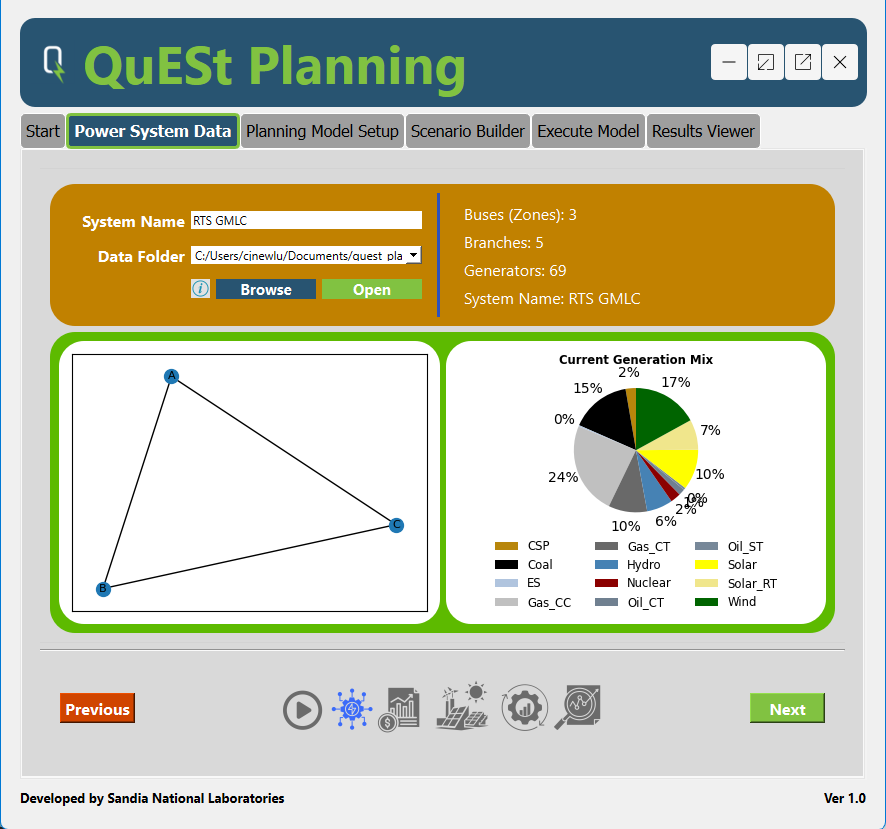 QuESt Planning
Start
Power System Data
Planning Model Setup
Scenario Builder
Execute Model
Results Viewer
System Name
RTS GMLC
Data Folder
C:/Users/cjnewlu/Documents/quest_pla
Browse
Open
Buses (Zones): 3
Branches: 5
Generators: 69
System Name: RTS GMLC
A
B
C
Current Generation Mix
2%
17%
15%
7%
0%
24%
10%
0%
1%
2%
6%
10%
CSP
Coal
ES
Gas_CC
Gas_CT
Hydro
Nuclear
Oil_CT
Oil_ST
Solar
Solar_RT
Wind
Previous
Next
Developed by Sandia National Laboratories
Ver 1.0